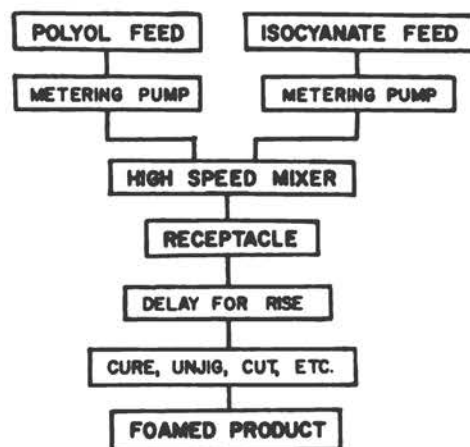 POLYOL FEED
ISOCYANATE FEED
METERING PUMP
METERING PUMP
HIGH SPEED MIXER
RECEPTACLE
DELAY FOR RISE
CURE, UNJIG, CUT, ETC.
FOAMED PRODUCT